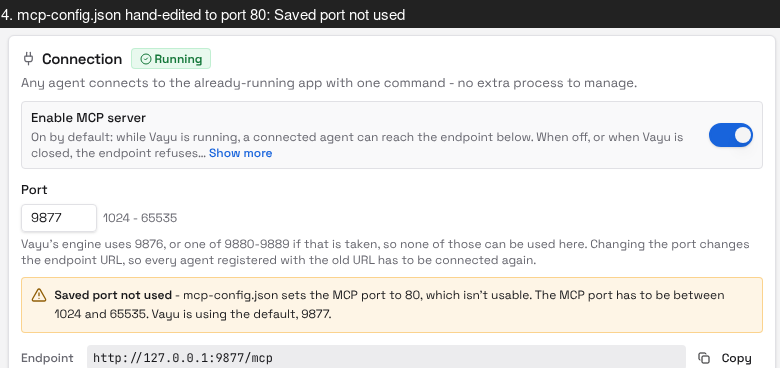 4. mcp-config.json hand-edited to port 80: Saved port not used
Connection Running
Any agent connects to the already-running app with one command - no extra process to manage.
Enable MCP server
On by default: while Vayu is running, a connected agent can reach the endpoint below. When off, or when Vayu is
closed, the endpoint refuses... Show more
Port
9877 1024 - 65535
Vayu's engine uses 9876, or one of 9880-9889 if that is taken, so none of those can be used here. Changing the port changes
the endpoint URL, so every agent registered with the old URL has to be connected again.
Saved port not used - mcp-config.json sets the MCP port to 80, which isn't usable. The MCP port has to be between
1024 and 65535. Vayu is using the default, 9877.
Endpoint http://127.0.0.1:9877/mcp Copy